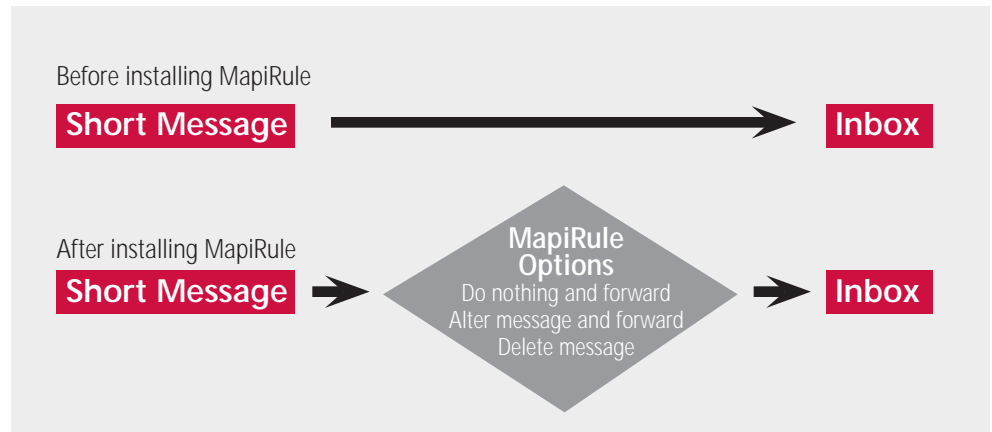 Before installing MapiRule
Short Message
Inbox
After installing MapiRule
Short Message
MapiRule
Options
Do nothing and forward
Alter message and forward
Delete message
Inbox